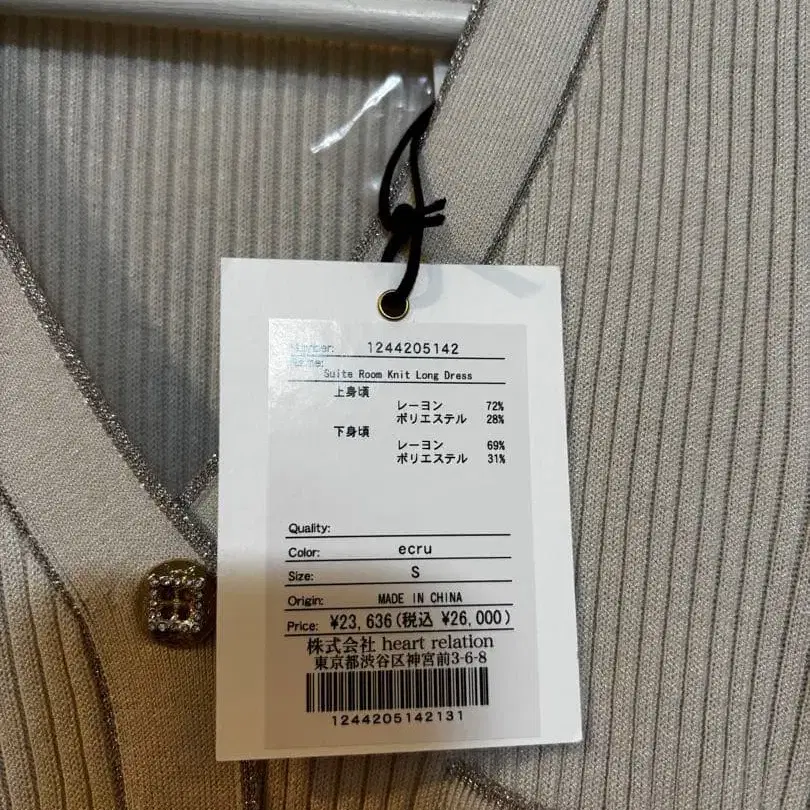 Number: 1244205142
Name:
Suite Room Knit Long Dress
上身頃
レーヨン 72%
ポリエステル 28%
下身頃
レーヨン 69%
ポリエステル 31%
Quality:
Color: ecru
Size: S
Origin: MADE IN CHINA
Price: ¥23,636(税込 ¥26,000)
株式会社 heart relation
東京都渋谷区神宮前3-6-8
1244205142131